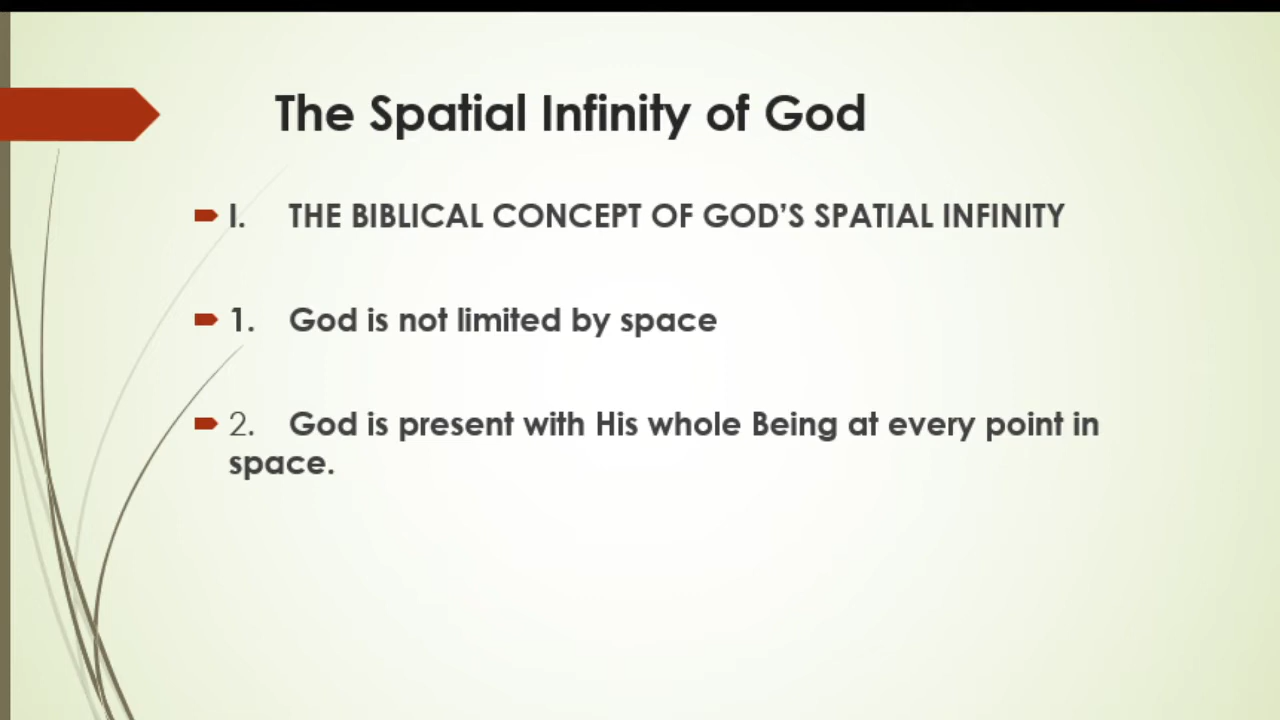 The Spatial Infinity of God
I. THE BIBLICAL CONCEPT OF GOD’S SPATIAL INFINITY
1. God is not limited by space
2. God is present with His whole Being at every point in
space.